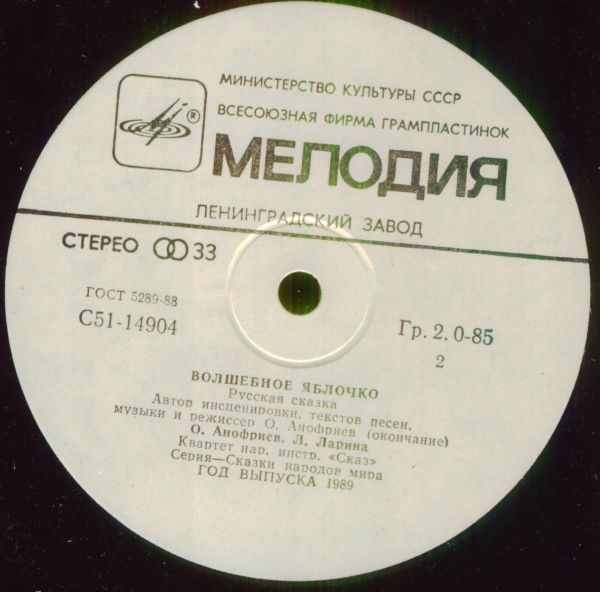 МИНИСТЕРСТВО КУЛЬТУРЫ СССР
ВСЕСОЮЗНАЯ ФИРМА ГРАМПЛАСТИНОК
®
МЕЛОДИЯ
ЛЕНИНГРАДСКИЙ ЗАВОД
СТЕРЕО 33
ГОСТ 5289-88
С51-14904
Гр. 2. 0-85
2
ВОЛШЕБНОЕ ЯБЛОЧКО
Русская сказка
Автор инсценировки, текстов песен,
музыки и режиссер О. Анофриев (окончание)
О. Анофриев, Л. Ларина
Квартет нар. инстр. «Сказ»
Серия—Сказки народов мира
ГОД ВЫПУСКА 1989